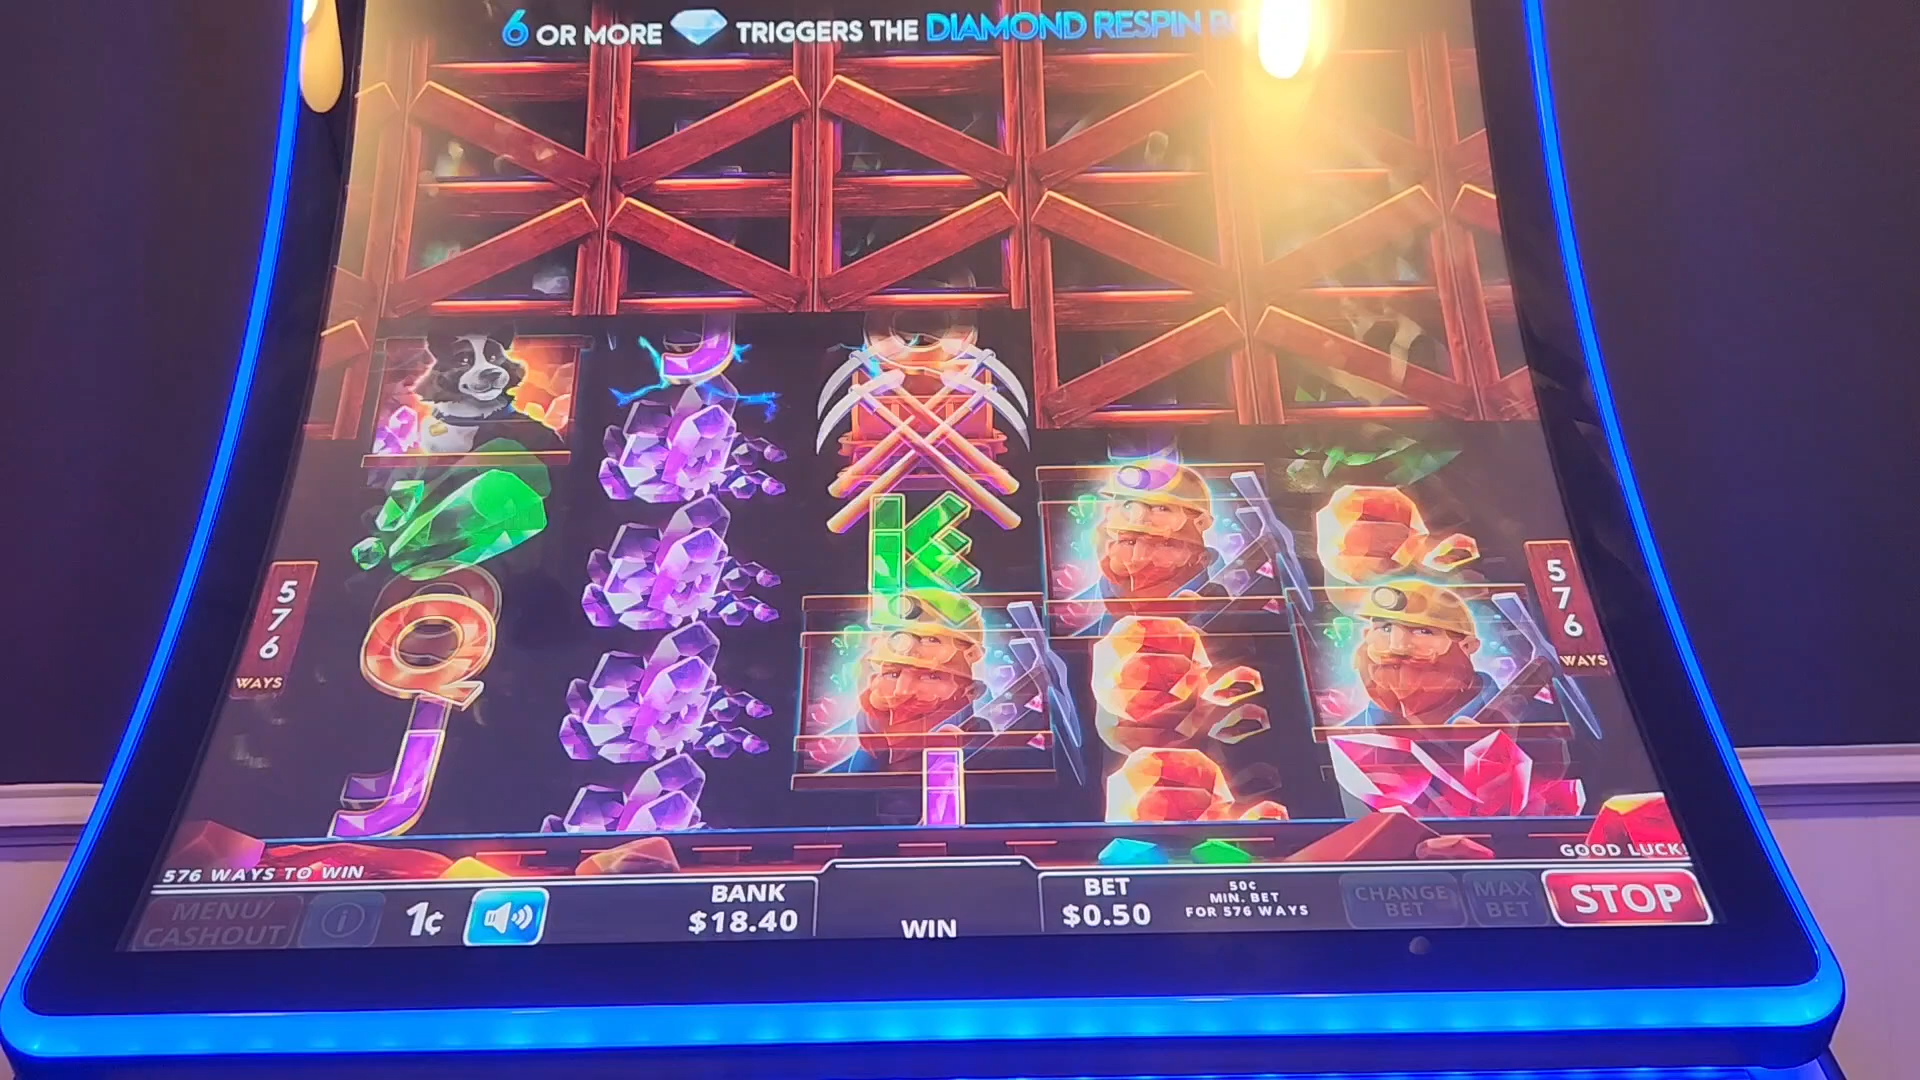 6 OR MORE TRIGGERS THE DIAMOND RESPIN
Q
J
J
K
576
WAYS
576
WAYS
576 WAYS TO WIN
GOOD LUCK!
MENU/
CASHOUT
i
1¢
BANK
$18.40
WIN
BET
$0.50
50¢
MIN. BET
FOR 576 WAYS
CHANGE
BET
MAX
BET
STOP